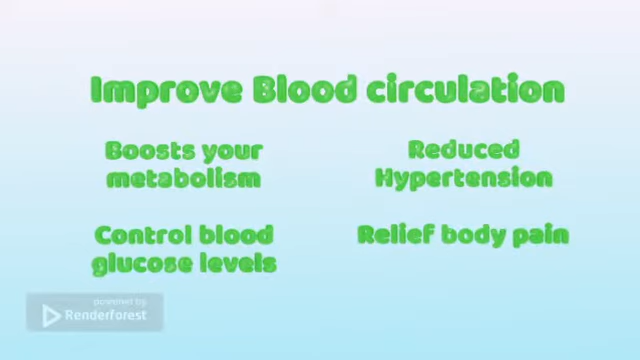 Improve Blood circulation
Boosts your
metabolism
Reduced
Hypertension
Control blood
glucose levels
Relief body pain
powered by
Renderforest